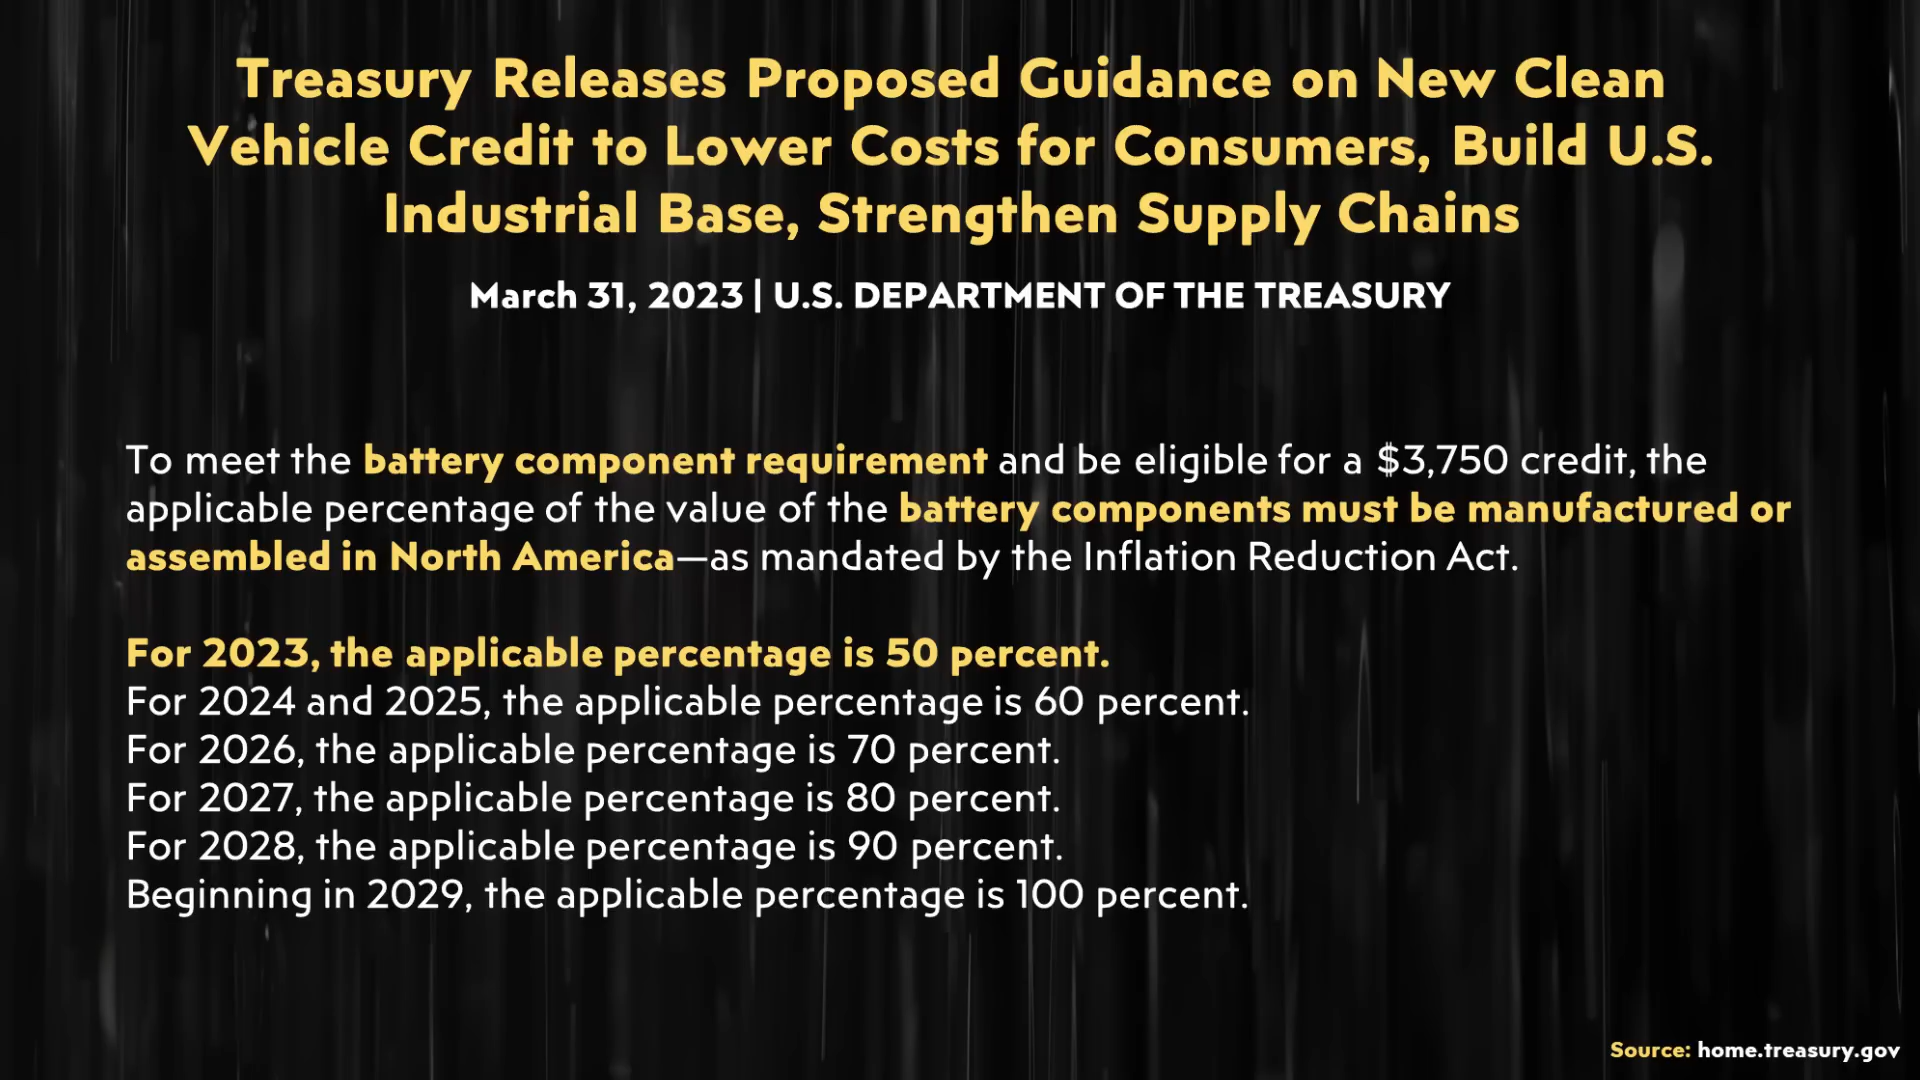 Treasury Releases Proposed Guidance on New Clean
Vehicle Credit to Lower Costs for Consumers, Build U.S.
Industrial Base, Strengthen Supply Chains
March 31, 2023 | U.S. DEPARTMENT OF THE TREASURY
To meet the battery component requirement and be eligible for a $3,750 credit, the
applicable percentage of the value of the battery components must be manufactured or
assembled in North America—as mandated by the Inflation Reduction Act.
For 2023, the applicable percentage is 50 percent.
For 2024 and 2025, the applicable percentage is 60 percent.
For 2026, the applicable percentage is 70 percent.
For 2027, the applicable percentage is 80 percent.
For 2028, the applicable percentage is 90 percent.
Beginning in 2029, the applicable percentage is 100 percent.
Source: home.treasury.gov